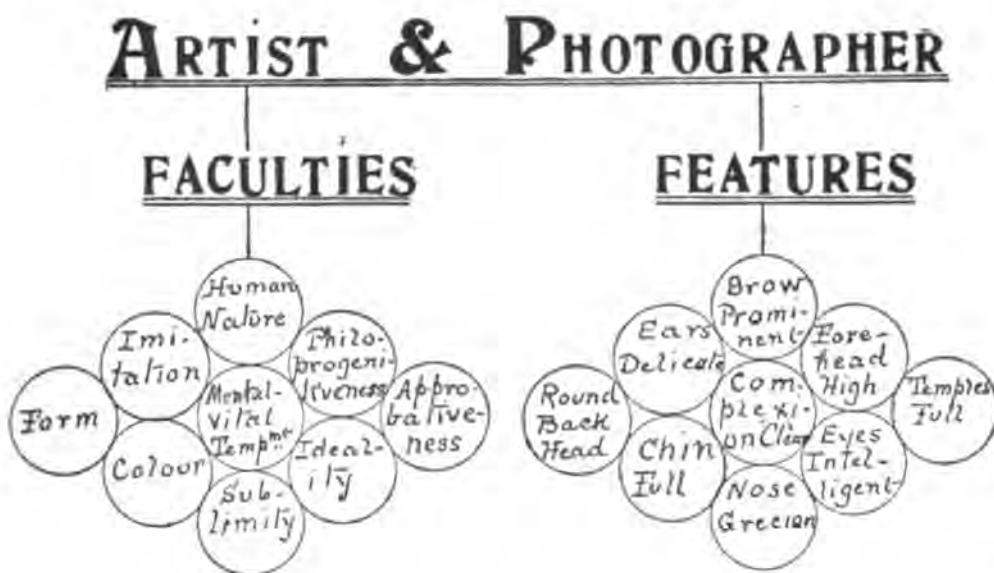 ARTIST & PHOTOGRAPHER
FACULTIES
Human
Nature
Imi-
tation
Philo-
progeni-
tiveness
Form
Mental-
vital
Temp.me
Appro-
bative-
ness
Colour
Ideal-
ity
Sub-
limity
FEATURES
Brow
Promi-
nent
Ears
Delicate
Fore-
head
High
Round
Back
Head
Com-
plexi-
on Clear
Temples
Full
Chin
Full
Eyes
Intel-
ligent
Nose
Grecian